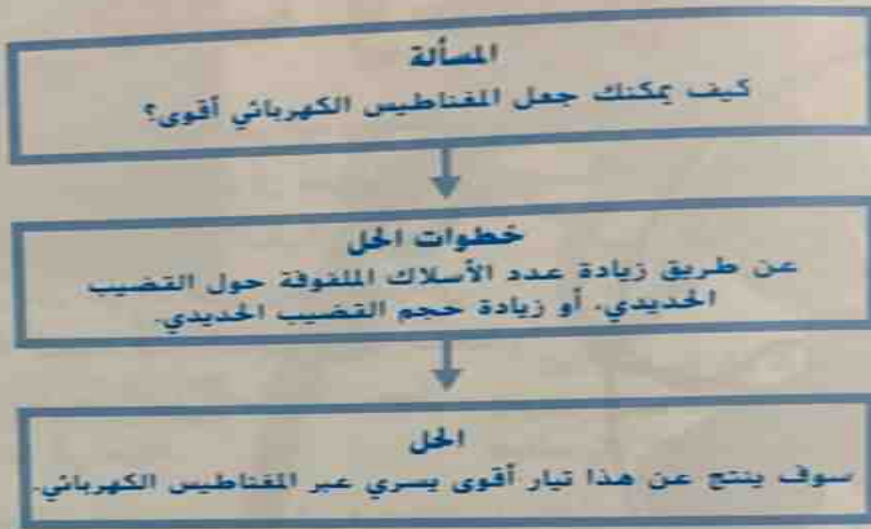 المسألة
كيف يمكنك جعل المغناطيس الكهربائي أقوى؟
خطوات الحل
عن طريق زيادة عدد الأسلاك الملفوفة حول القضيب
الحديدي، أو زيادة حجم القضيب الحديدي.
الحل
سوف ينتج عن هذا تيار أقوى يسري عبر المغناطيس الكهربائي.